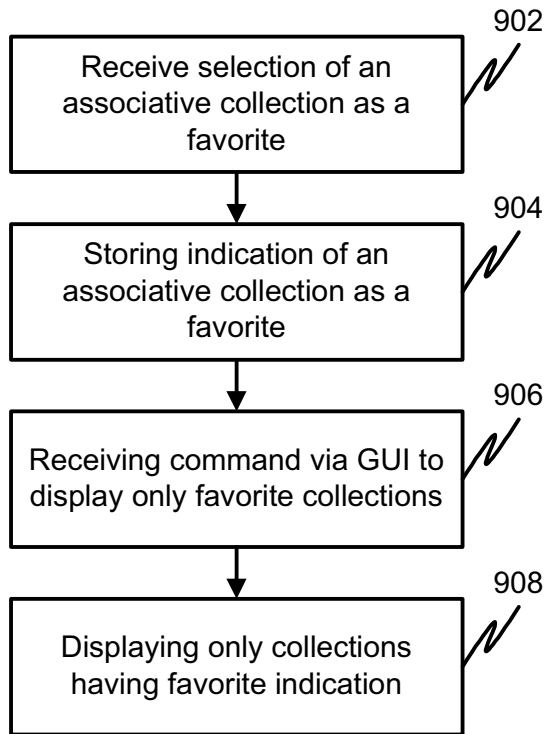 902
Receive selection of an
associative collection as a
favorite
904
Storing indication of an
associative collection as a
favorite
906
Receiving command via GUI to
display only favorite collections
908
Displaying only collections
having favorite indication